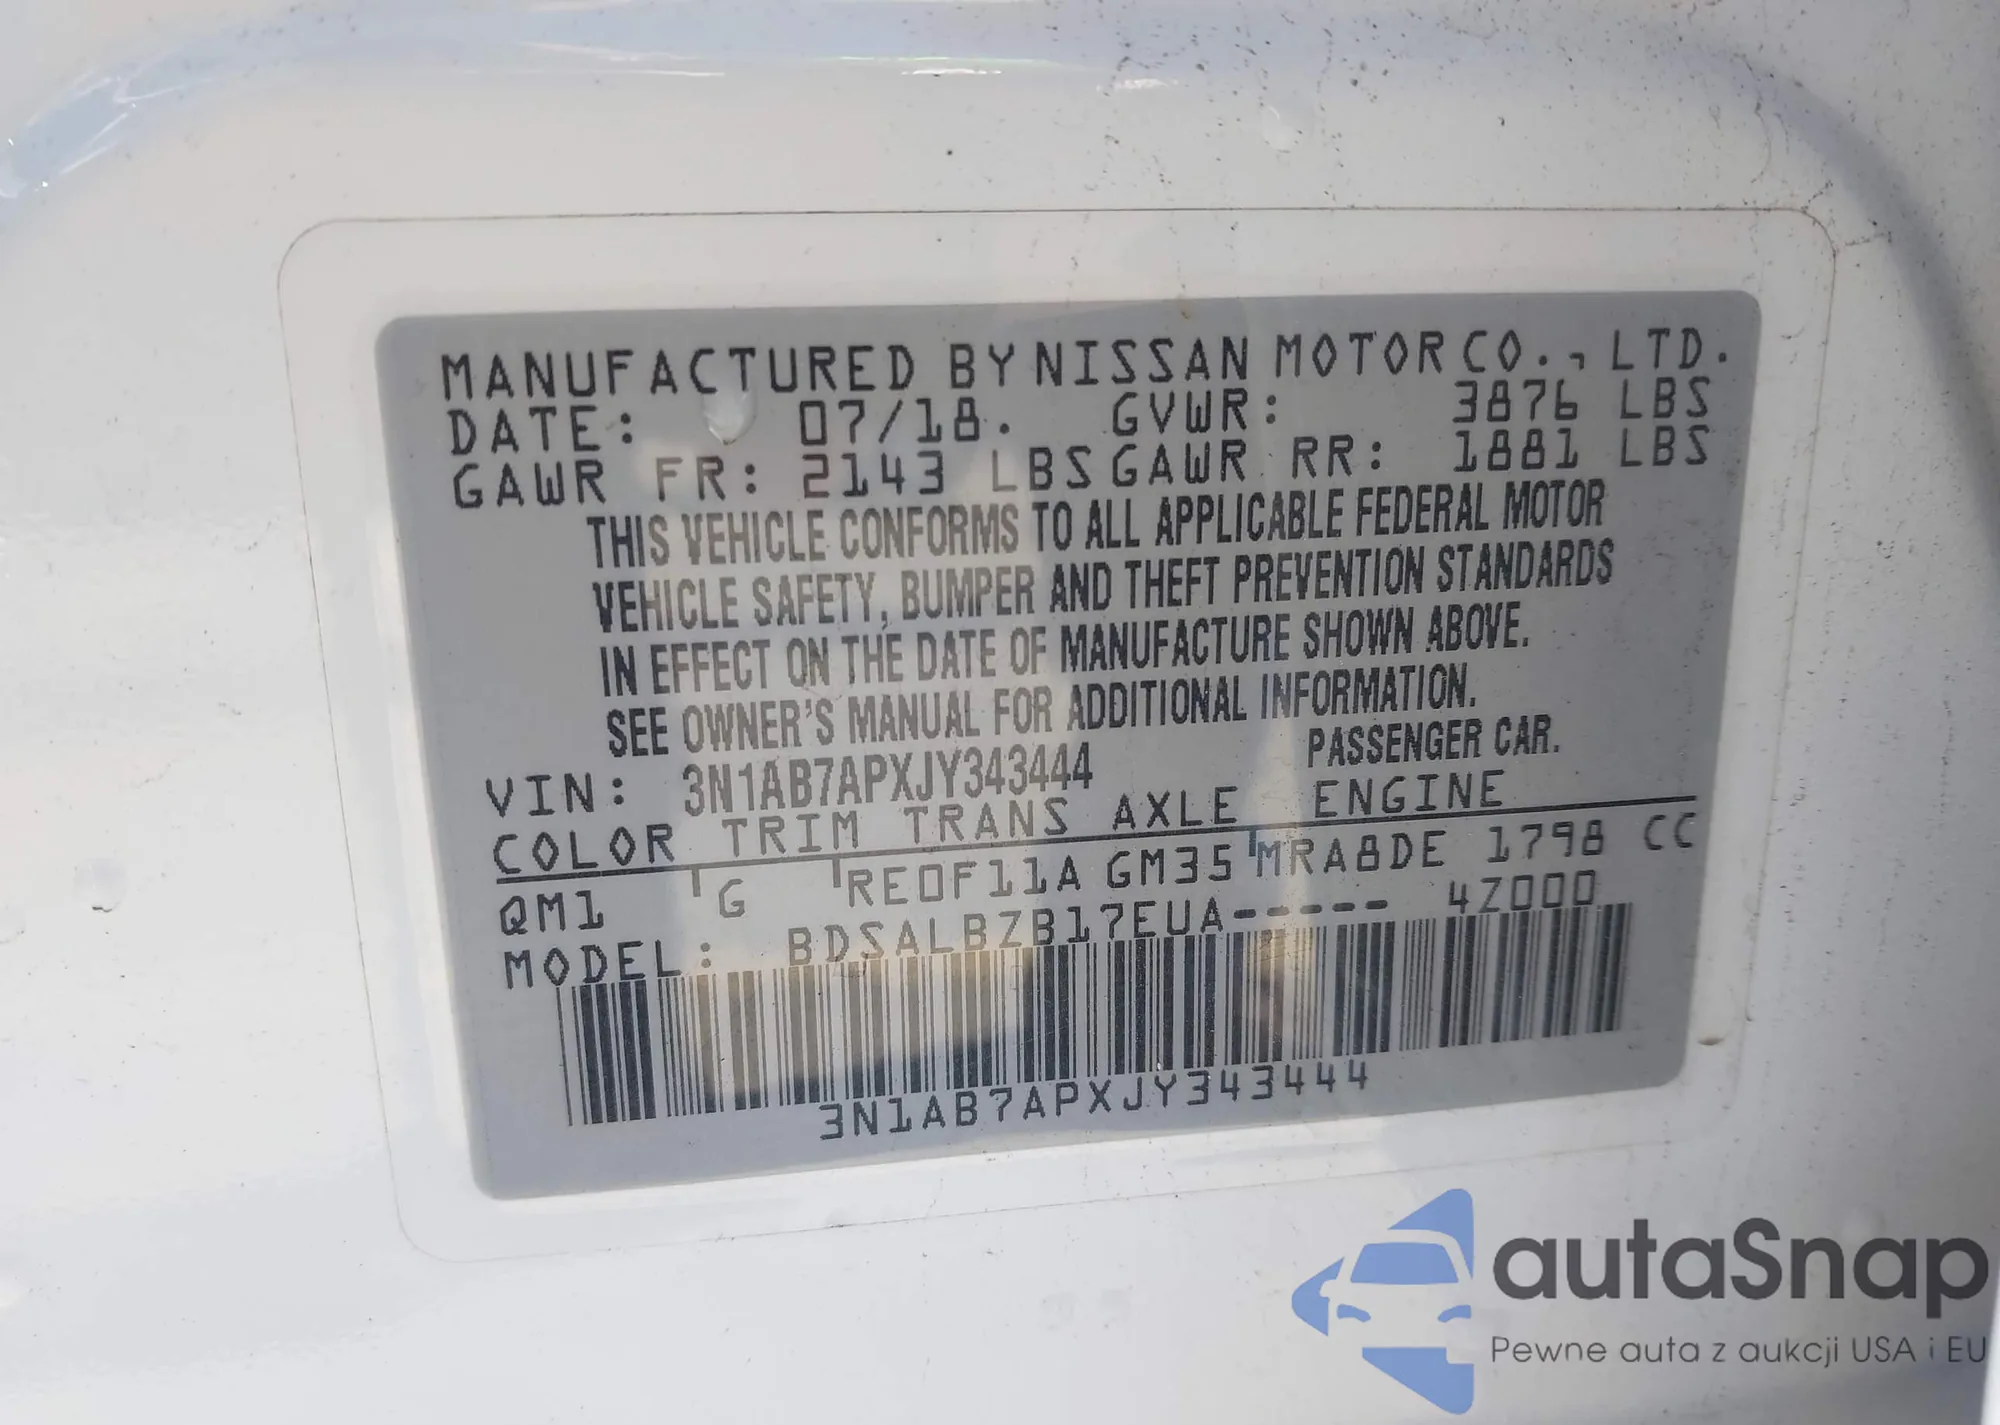 MANUFACTURED BY NISSAN MOTOR CO., LTD.
DATE: 07/18. GVWR: 3876 LBS
GAWR FR: 2143 LBS GAWR RR: 1881 LBS
THIS VEHICLE CONFORMS TO ALL APPLICABLE FEDERAL MOTOR
VEHICLE SAFETY, BUMPER AND THEFT PREVENTION STANDARDS
IN EFFECT ON THE DATE OF MANUFACTURE SHOWN ABOVE.
SEE OWNER'S MANUAL FOR ADDITIONAL INFORMATION.
VIN: 3N1AB7APXJY343444 PASSENGER CAR.
COLOR TRIM TRANS AXLE ENGINE
QM1 G RE0F11A GM35 MRA8DE 1798 CC
MODEL: BDSALBZB17EUA----- 4Z000
3N1AB7APXJY343444
autaSnap
Pewne auta z aukcji USA i EU